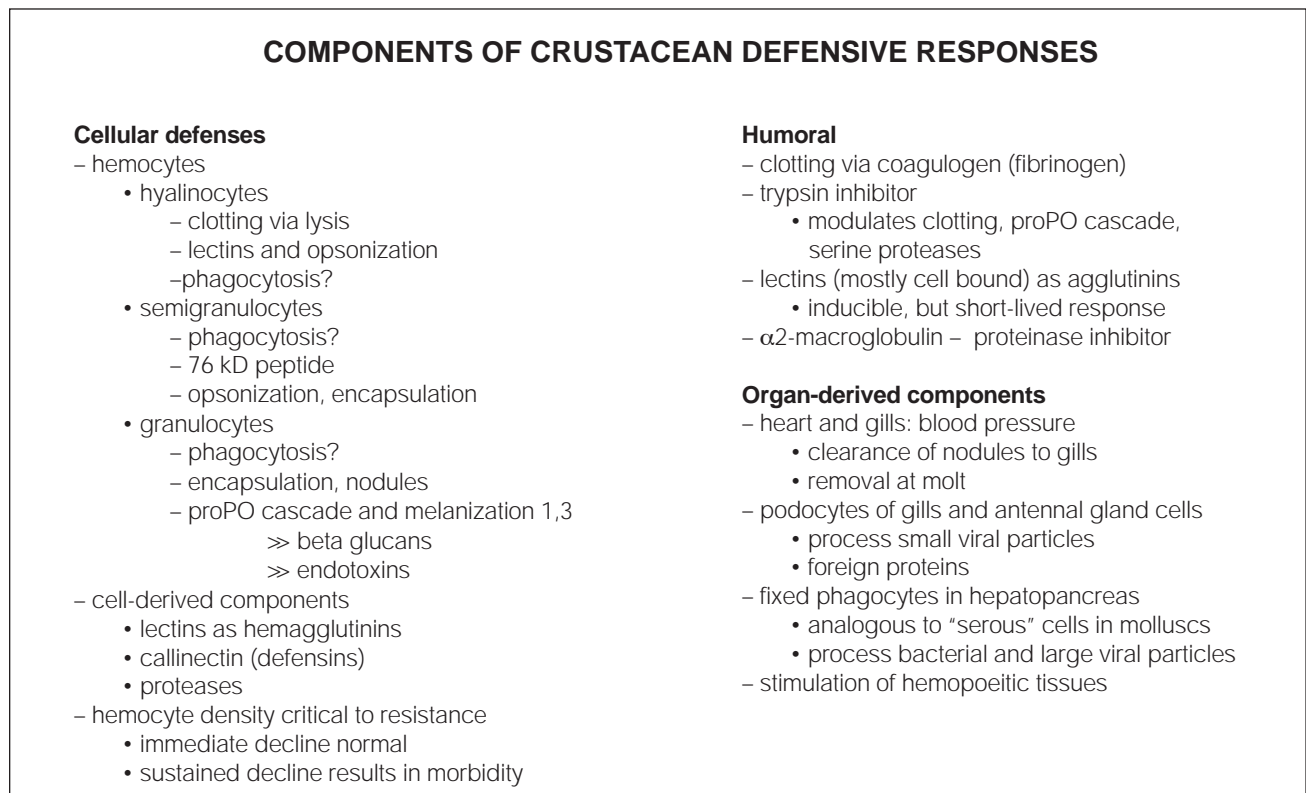 COMPONENTS OF CRUSTACEAN DEFENSIVE RESPONSES
Cellular defenses
– hemocytes
• hyalinocytes
– clotting via lysis
– lectins and opsonization
–phagocytosis?
• semigranulocytes
– phagocytosis?
– 76 kD peptide
– opsonization, encapsulation
• granulocytes
– phagocytosis?
– encapsulation, nodules
– proPO cascade and melanization 1,3
≫ beta glucans
≫ endotoxins
– cell-derived components
• lectins as hemagglutinins
• callinectin (defensins)
• proteases
– hemocyte density critical to resistance
• immediate decline normal
• sustained decline results in morbidity
Humoral
– clotting via coagulogen (fibrinogen)
– trypsin inhibitor
• modulates clotting, proPO cascade,
serine proteases
– lectins (mostly cell bound) as agglutinins
• inducible, but short-lived response
– α2-macroglobulin – proteinase inhibitor
Organ-derived components
– heart and gills: blood pressure
• clearance of nodules to gills
• removal at molt
– podocytes of gills and antennal gland cells
• process small viral particles
• foreign proteins
– fixed phagocytes in hepatopancreas
• analogous to “serous” cells in molluscs
• process bacterial and large viral particles
– stimulation of hemopoeitic tissues